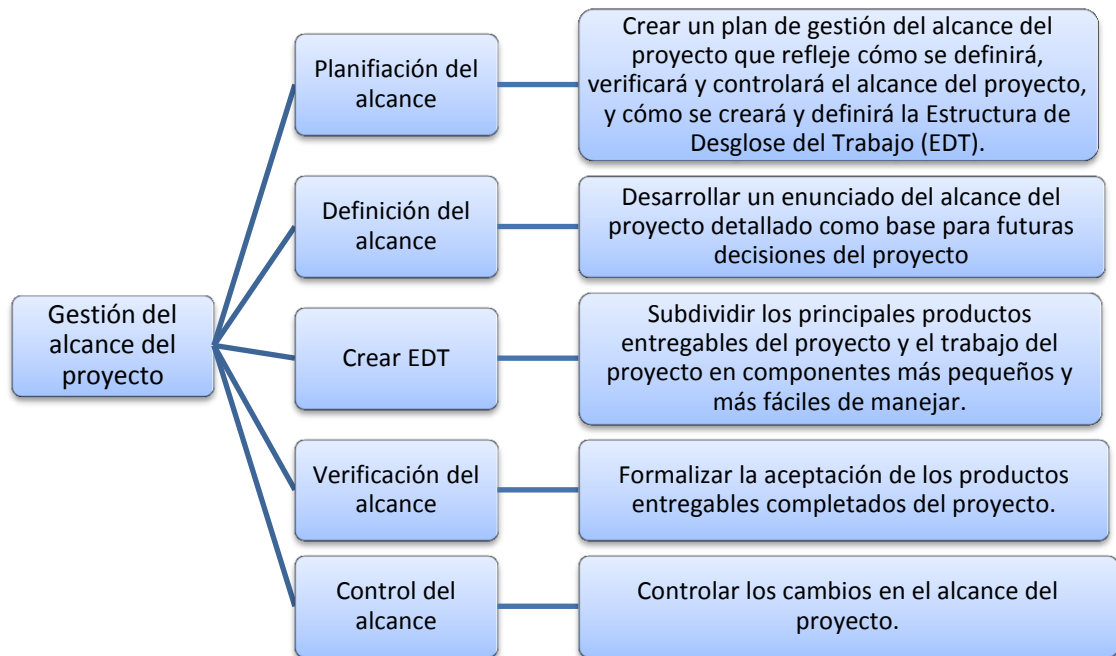 Gestión del
alcance del
proyecto
Planifiación del
alcance
Crear un plan de gestión del alcance del
proyecto que refleje cómo se definirá,
verificará y controlará el alcance del proyecto,
y cómo se creará y definirá la Estructura de
Desglose del Trabajo (EDT).
Definición del
alcance
Desarrollar un enunciado del alcance del
proyecto detallado como base para futuras
decisiones del proyecto
Crear EDT
Subdividir los principales productos
entregables del proyecto y el trabajo del
proyecto en componentes más pequeños y
más fáciles de manejar.
Verificación del
alcance
Formalizar la aceptación de los productos
entregables completados del proyecto.
Control del
alcance
Controlar los cambios en el alcance del
proyecto.